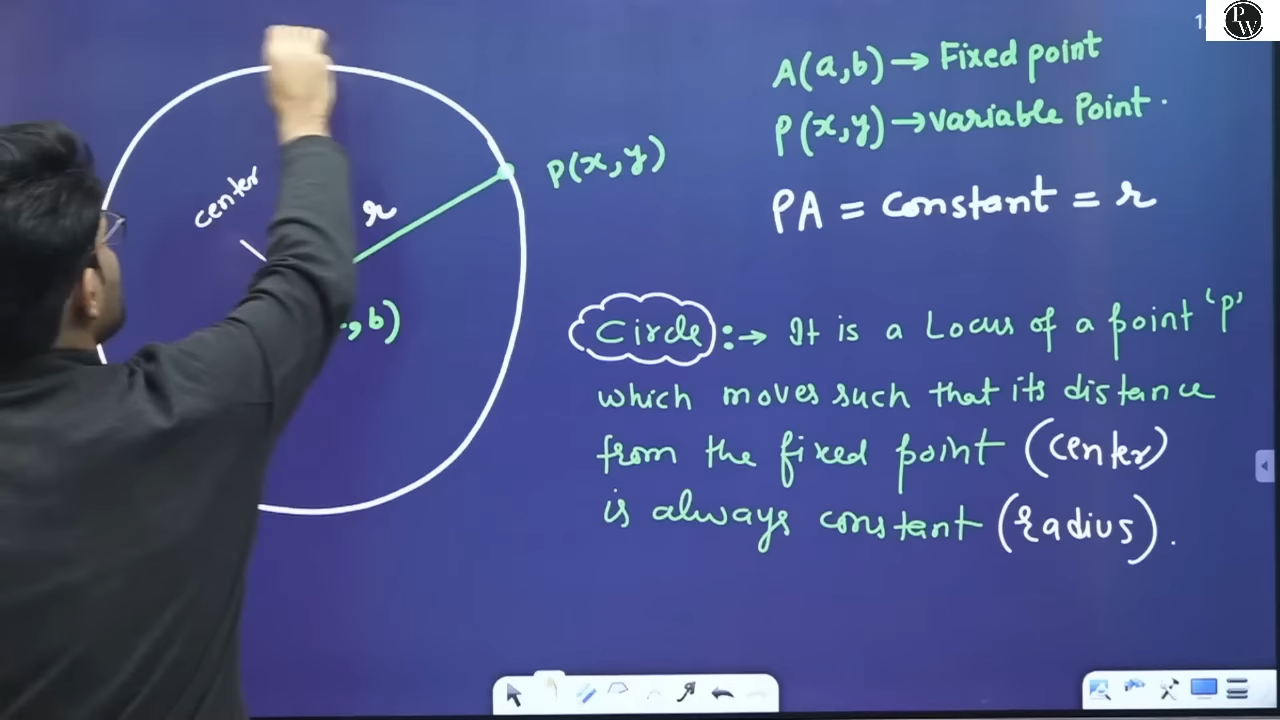 A(a,b) → Fixed point
P(x,y) → variable Point.
PA = constant = r
center
r
P(x,y)
,b)
Circle :→ It is a Locus of a point 'p'
which moves such that its distance
from the fixed point (center)
is always constant (radius).
PW